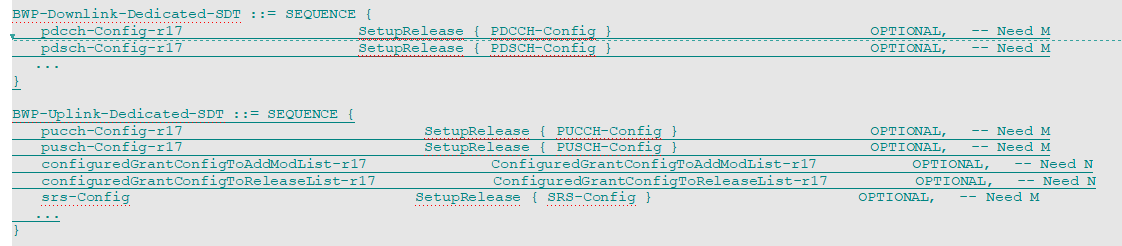 BWP-Downlink-Dedicated-SDT ::= SEQUENCE {
pdcch-Config-r17 SetupRelease { PDCCH-Config } OPTIONAL, -- Need M
pdsch-Config-r17 SetupRelease { PDSCH-Config } OPTIONAL, -- Need M
...
}
BWP-Uplink-Dedicated-SDT ::= SEQUENCE {
pucch-Config-r17 SetupRelease { PUCCH-Config } OPTIONAL, -- Need M
pusch-Config-r17 SetupRelease { PUSCH-Config } OPTIONAL, -- Need M
configuredGrantConfigToAddModList-r17 ConfiguredGrantConfigToAddModList-r17 OPTIONAL, -- Need N
configuredGrantConfigToReleaseList-r17 ConfiguredGrantConfigToReleaseList-r17 OPTIONAL, -- Need N
srs-Config SetupRelease { SRS-Config } OPTIONAL, -- Need M
...
}